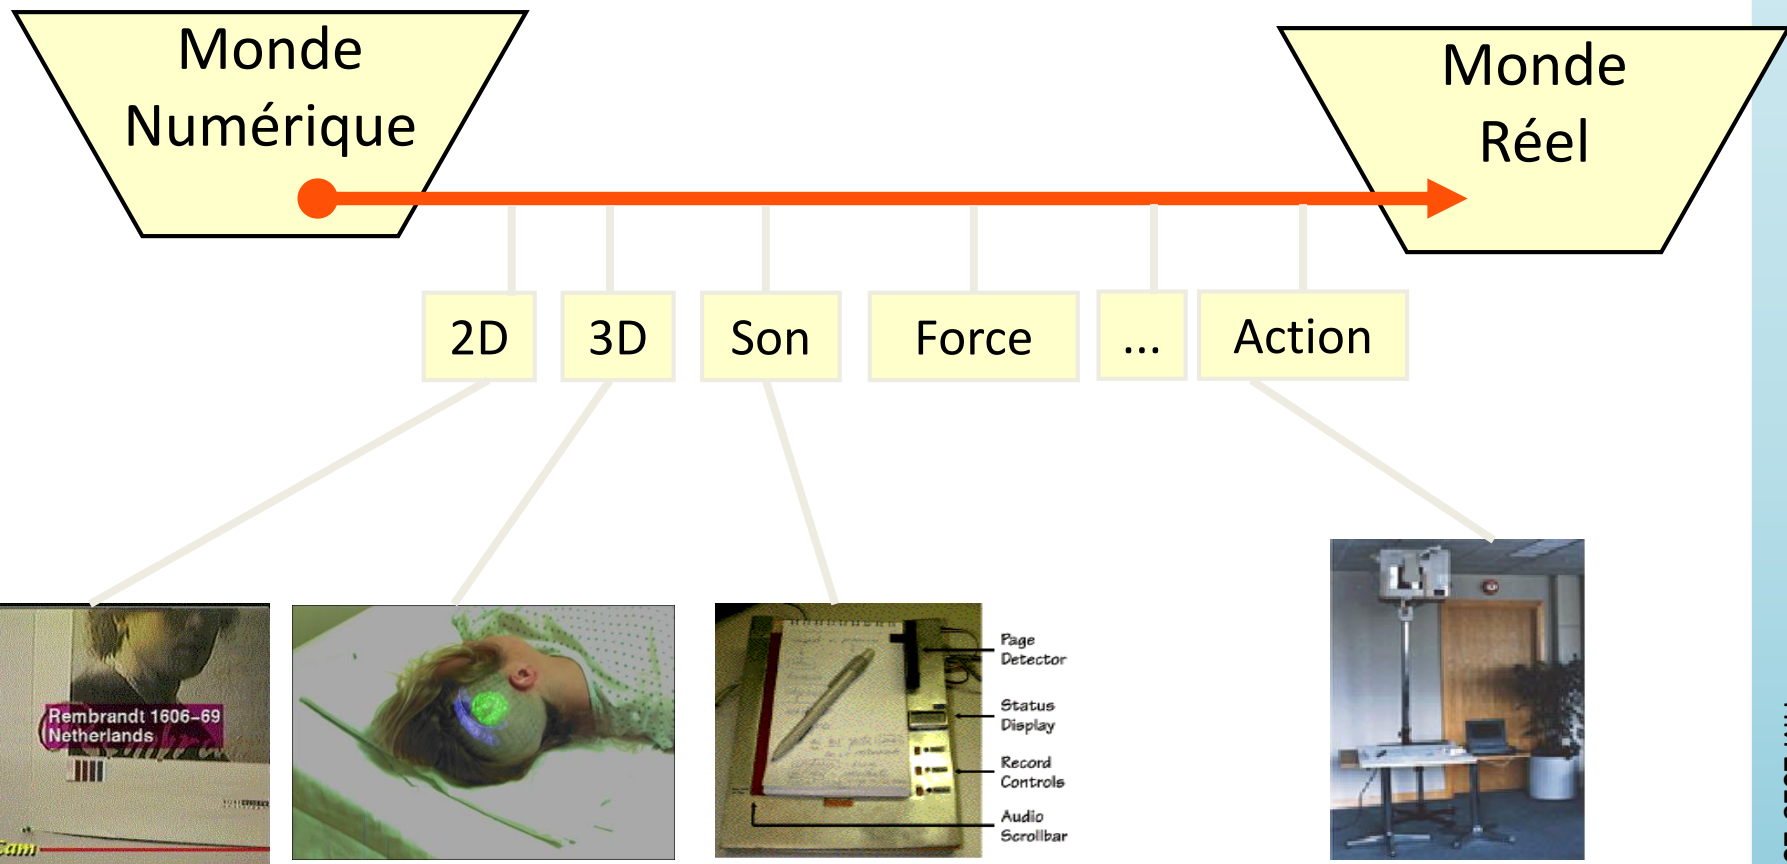 Monde
Numérique
Monde
Réel
2D
3D
Son
Force
...
Action
Rembrandt 1606-69
Netherlands
Cam
Page
Detector
Status
Display
Record
Controls
Audio
Scrollbar